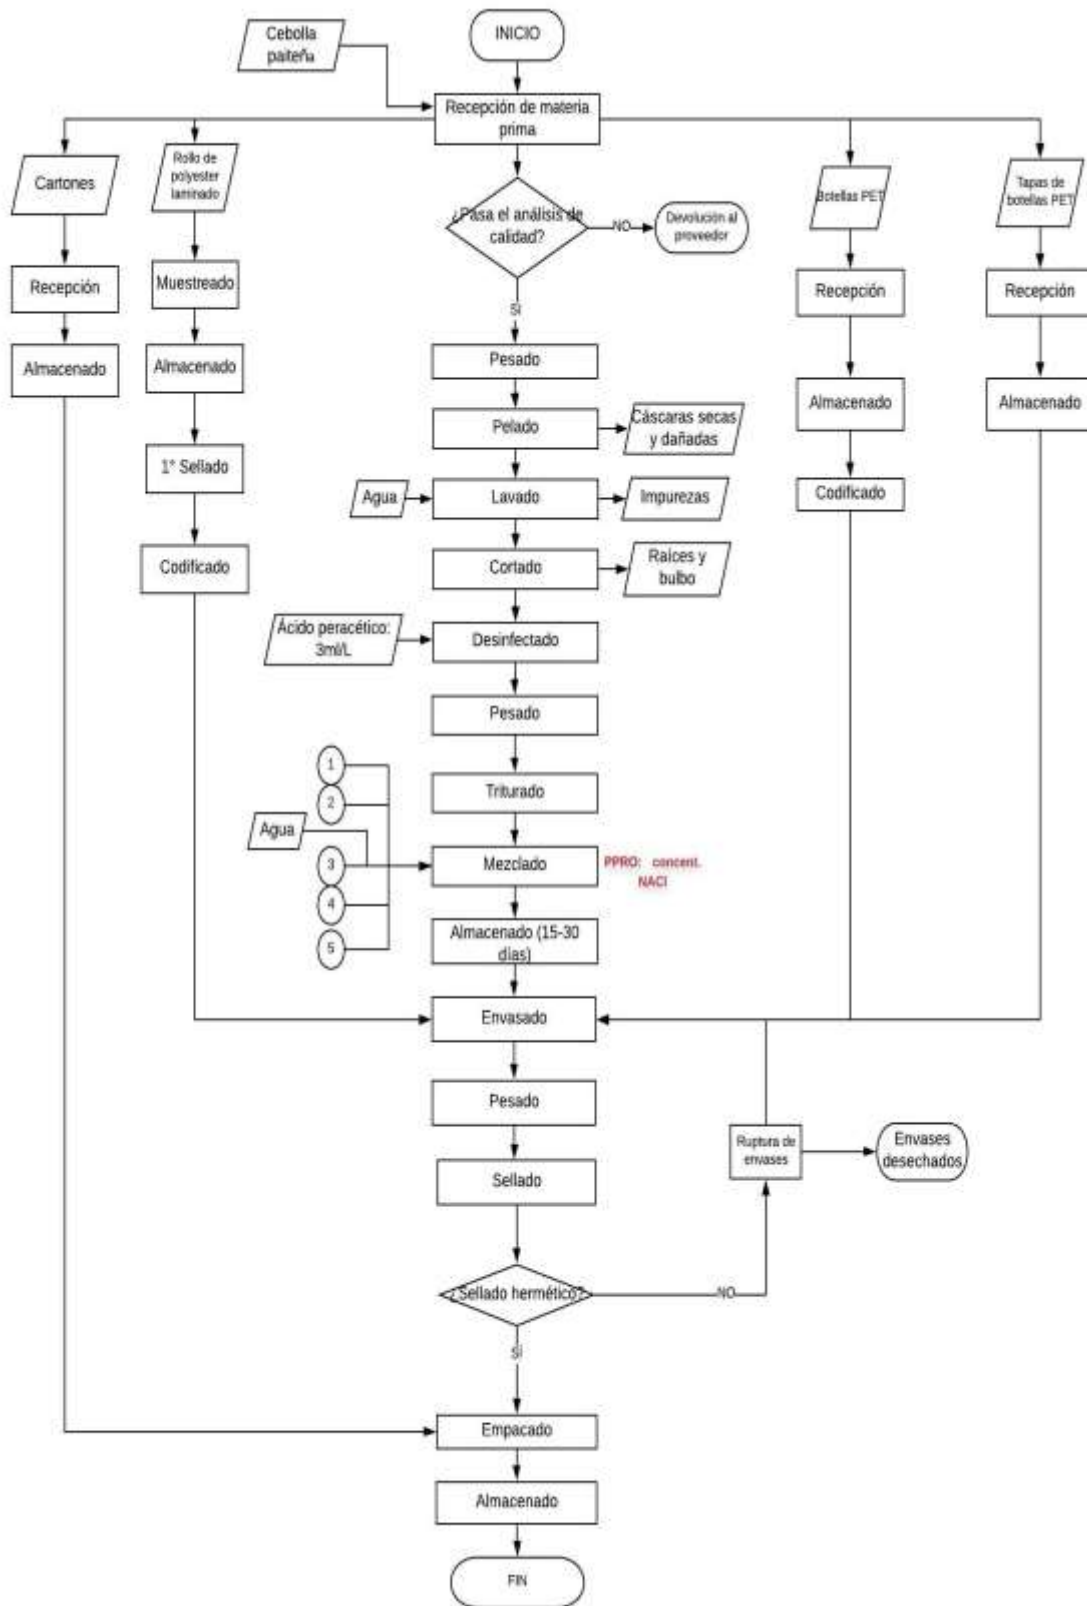 INICIO
Cebolla
paiteña
Recepción de materia
prima
Cartones
Rollo de
polyester
laminado
Botellas PET
Tapas de
botellas PET
¿Pasa el análisis de
calidad?
NO
Devolución al
proveedor
SÍ
Recepción
Muestreado
Recepción
Recepción
Almacenado
Almacenado
Pesado
Almacenado
Almacenado
Pelado
Cáscaras secas
y dañadas
1° Sellado
Agua
Lavado
Impurezas
Codificado
Codificado
Cortado
Raíces y
bulbo
Ácido peracético:
3ml/L
Desinfectado
Pesado
1
2
Triturado
Agua
3
Mezclado
PPRO: concent.
NACl
4
5
Almacenado (15-30
días)
Envasado
Pesado
Ruptura de
envases
Envases
desechados
Sellado
¿Sellado hermético?
NO
SÍ
Empacado
Almacenado
FIN